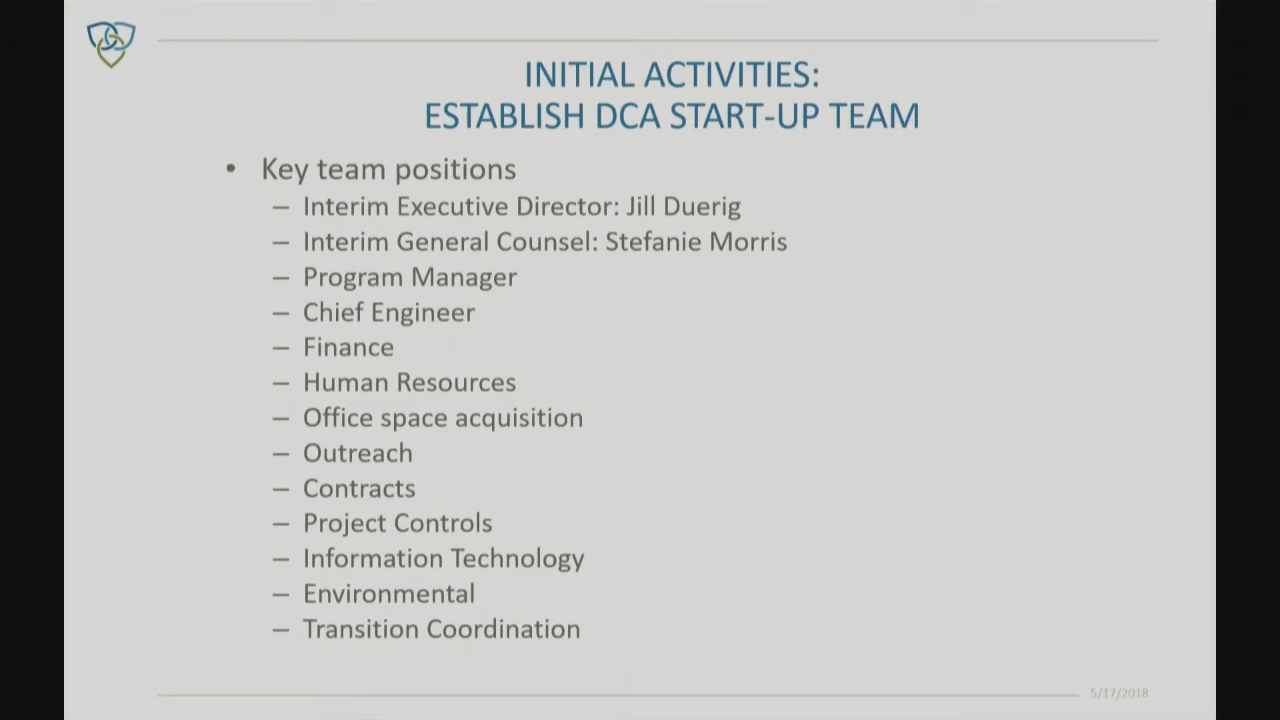 INITIAL ACTIVITIES:
ESTABLISH DCA START-UP TEAM
• Key team positions
– Interim Executive Director: Jill Duerig
– Interim General Counsel: Stefanie Morris
– Program Manager
– Chief Engineer
– Finance
– Human Resources
– Office space acquisition
– Outreach
– Contracts
– Project Controls
– Information Technology
– Environmental
– Transition Coordination
5/17/2018